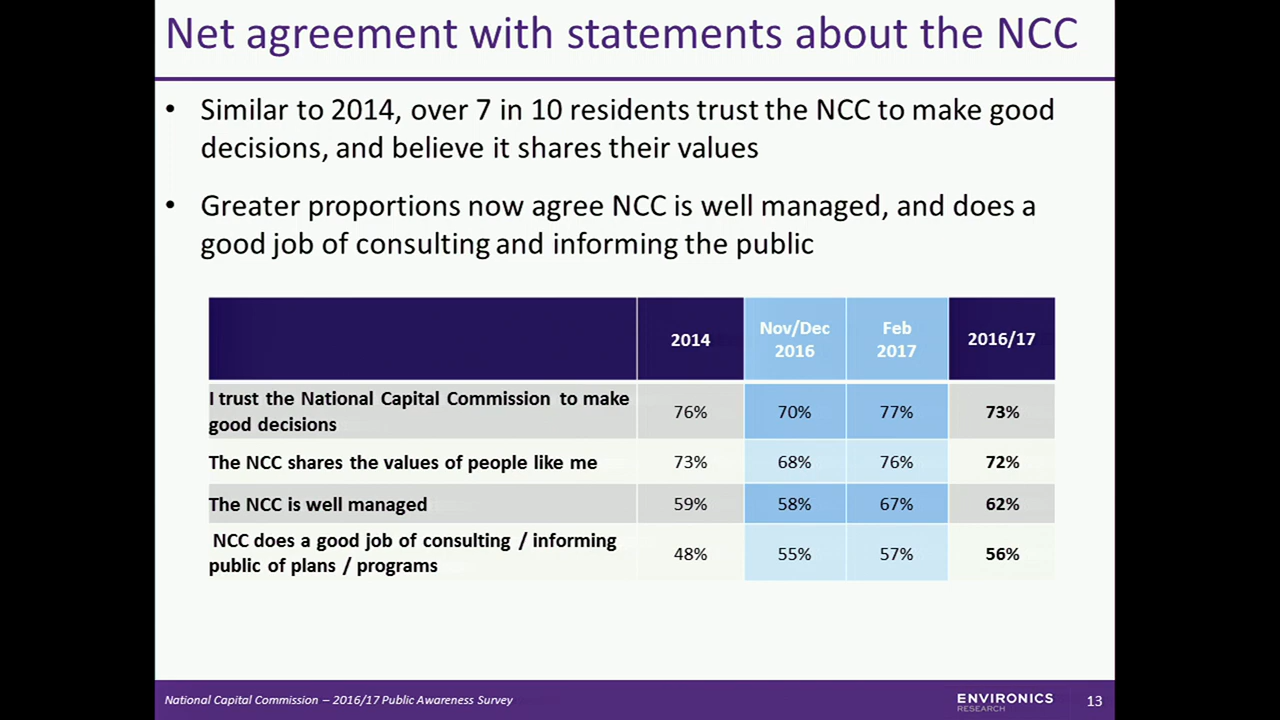 Net agreement with statements about the NCC
• Similar to 2014, over 7 in 10 residents trust the NCC to make good
decisions, and believe it shares their values
• Greater proportions now agree NCC is well managed, and does a
good job of consulting and informing the public
2014 Nov/Dec 2016 Feb 2017 2016/17
I trust the National Capital Commission to make
good decisions 76% 70% 77% 73%
The NCC shares the values of people like me 73% 68% 76% 72%
The NCC is well managed 59% 58% 67% 62%
NCC does a good job of consulting / informing
public of plans / programs 48% 55% 57% 56%
National Capital Commission – 2016/17 Public Awareness Survey
ENVIRONICS
RESEARCH
13